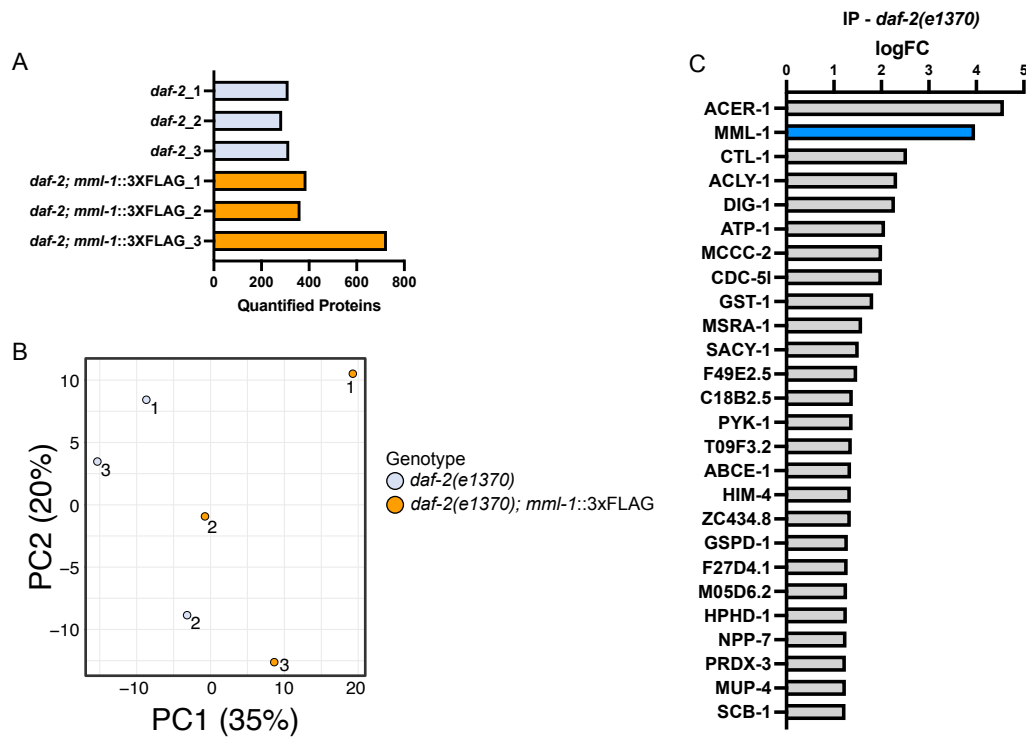 A
daf-2_1
daf-2_2
daf-2_3
daf-2; mml-1::3XFLAG_1
daf-2; mml-1::3XFLAG_2
daf-2; mml-1::3XFLAG_3
0 200 400 600 800
Quantified Proteins
B
PC2 (20%)
10
5
0
−5
−10
1
3
2
2
1
3
−10 0 10 20
PC1 (35%)
Genotype
daf-2(e1370)
daf-2(e1370); mml-1::3xFLAG
C
IP - daf-2(e1370)
logFC
0 1 2 3 4 5
ACER-1
MML-1
CTL-1
ACLY-1
DIG-1
ATP-1
MCCC-2
CDC-5l
GST-1
MSRA-1
SACY-1
F49E2.5
C18B2.5
PYK-1
T09F3.2
ABCE-1
HIM-4
ZC434.8
GSPD-1
F27D4.1
M05D6.2
HPHD-1
NPP-7
PRDX-3
MUP-4
SCB-1